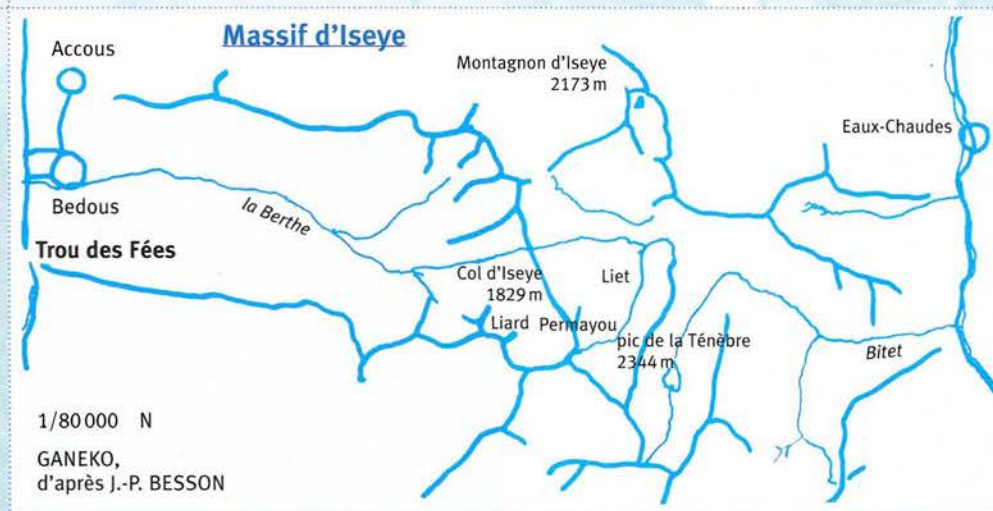 Massif d'Iseye
Accous
Montagnon d'Iseye
2173 m
Eaux-Chaudes
Bedous
la Berthe
Trou des Fées
Col d'Iseye
1829 m
Liet
Liard
Permayou
pic de la Ténèbre
2344 m
Bitet
1/80 000 N
GANEKO,
d'après J.-P. BESSON